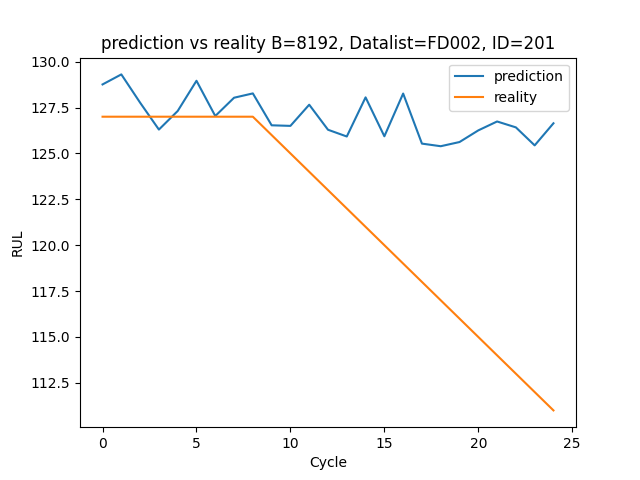 prediction vs reality B=8192, Datalist=FD002, ID=201
prediction
reality
RUL
130.0
127.5
125.0
122.5
120.0
117.5
115.0
112.5
0 5 10 15 20 25
Cycle